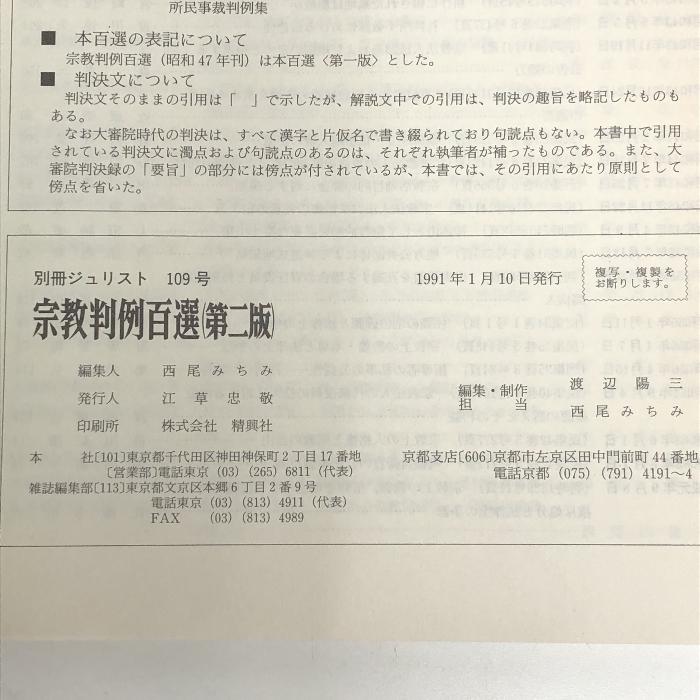 所民事裁判例集
■ 本百選の表記について
宗教判例百選（昭和47年刊）は本百選〈第一版〉とした。
■ 判決文について
判決文そのままの引用は「　」で示したが、解説文中での引用は、判決の趣旨を略記したものも
ある。
なお大審院時代の判決は、すべて漢字と片仮名で書き綴られており句読点もない。本書中で引用
されている判決文に濁点および句読点のあるのは、それぞれ執筆者が補ったものである。また、大
審院判決録の「要旨」の部分には傍点が付されているが、本書では、その引用にあたり原則として
傍点を省いた。
別冊ジュリスト　109号
1991年1月10日発行
複写・複製を
お断りします。
宗教判例百選（第二版）
編集人　西尾みちみ
発行人　江草忠敬
印刷所　株式会社 精興社
編集・制作
担　当
渡辺陽三
西尾みちみ
本　社〔101〕東京都千代田区神田神保町2丁目17番地
〔営業部〕電話東京（03）（265）6811（代表）
雑誌編集部〔113〕東京都文京区本郷6丁目2番9号
電話東京（03）（813）4911（代表）
FAX　（03）（813）4989
京都支店〔606〕京都市左京区田中門前町44番地
電話京都（075）（791）4191〜4